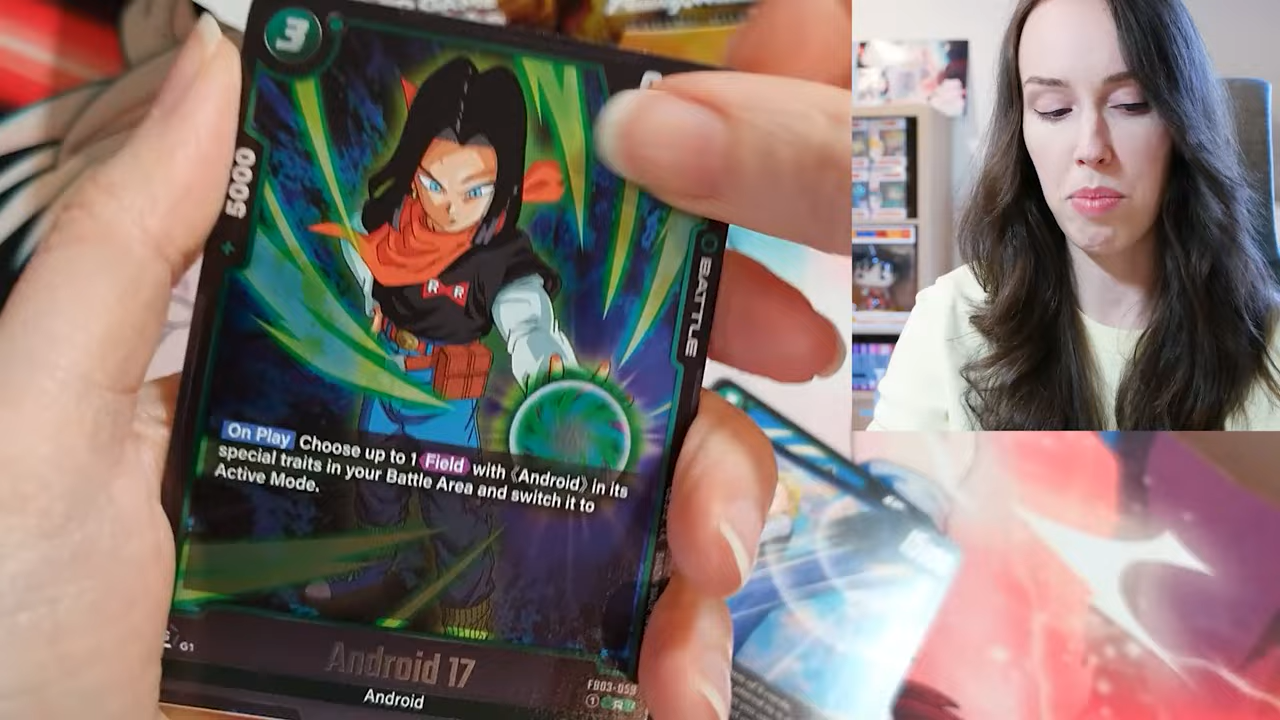 3
5000
BATTLE
R R
On Play Choose up to 1 Field with 《Android》 in its
special traits in your Battle Area and switch it to
Active Mode.
G1
Android 17
Android
FB03-059